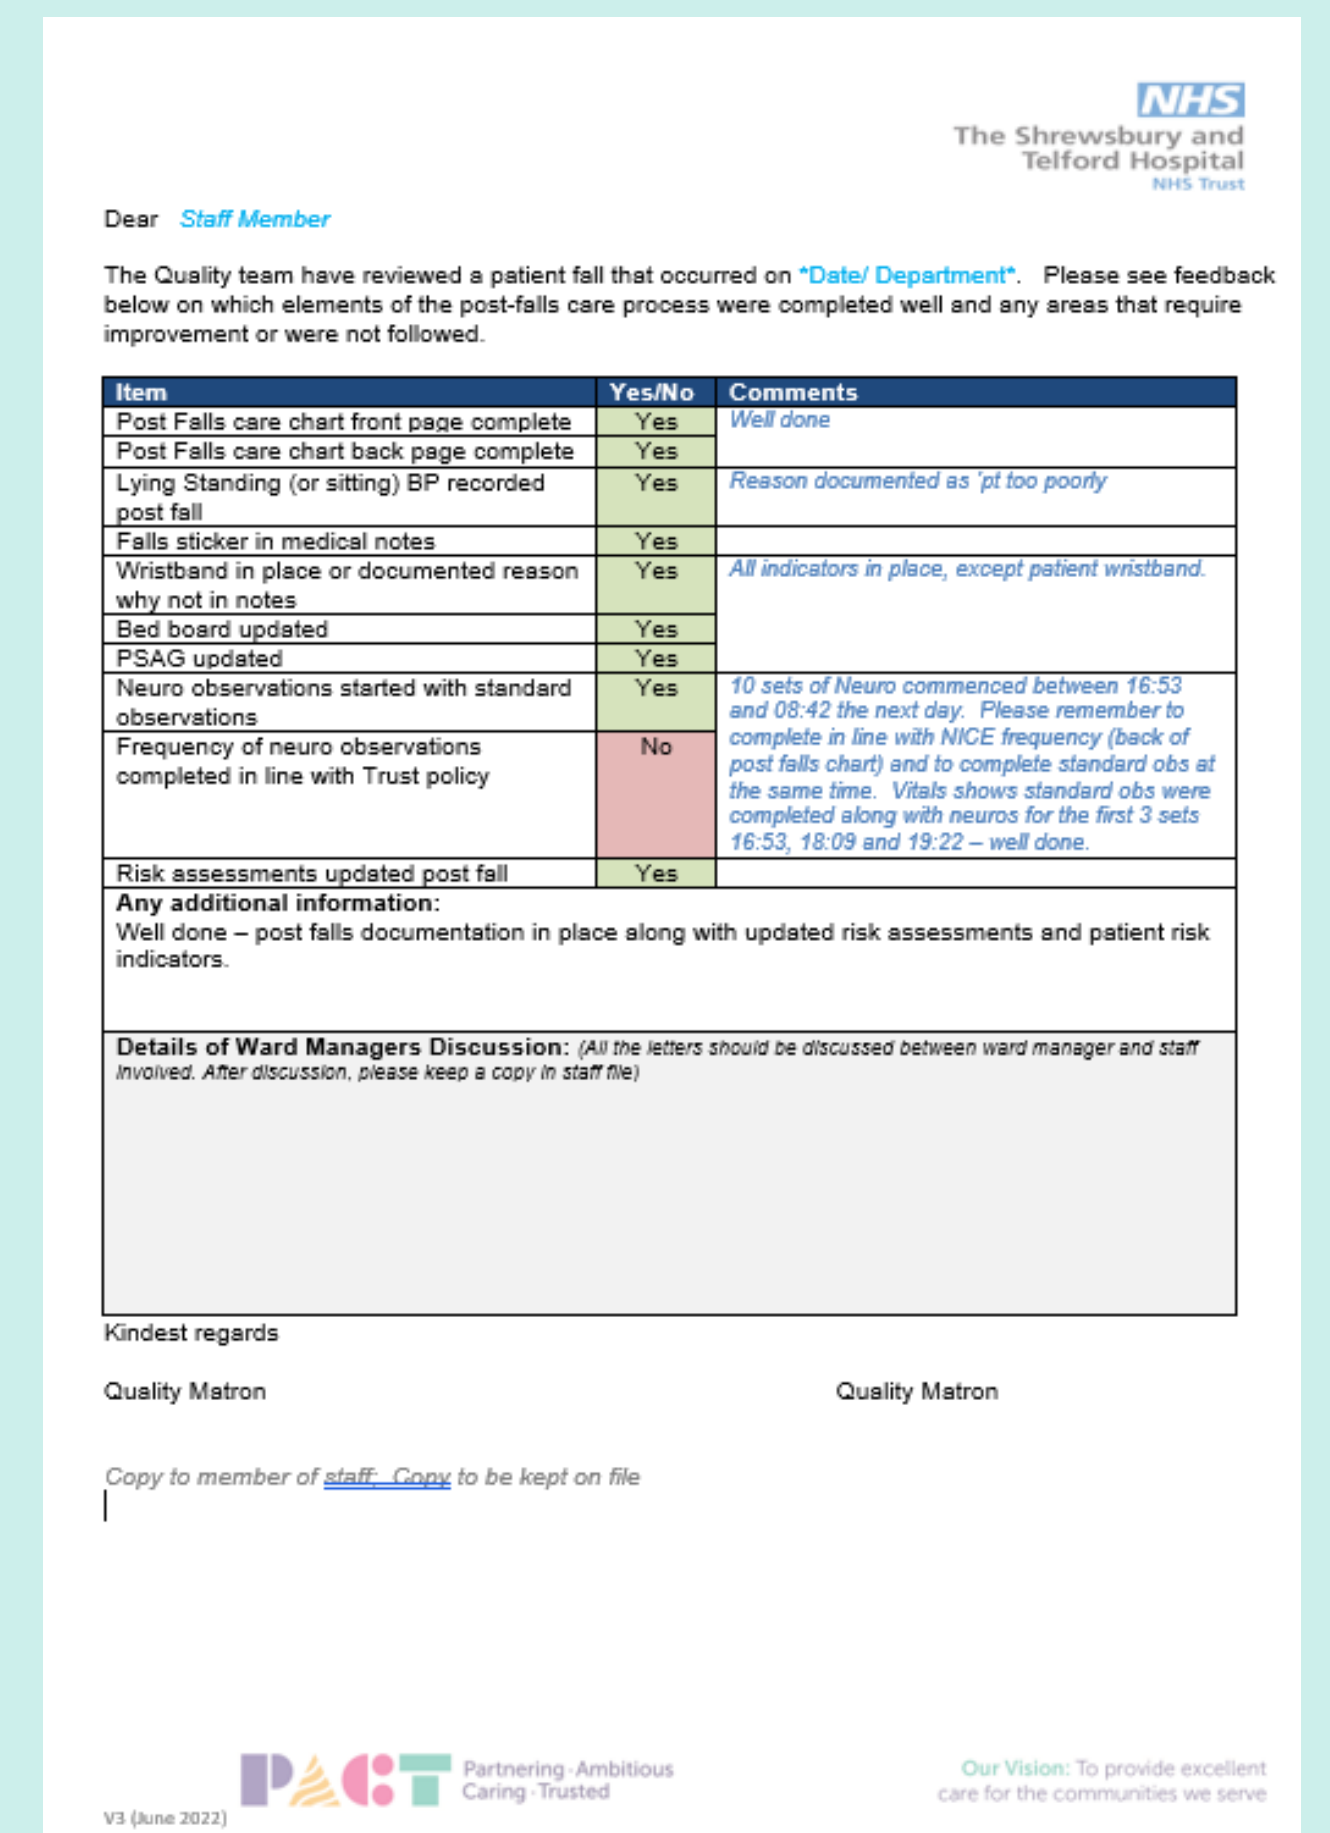 NHS
The Shrewsbury and
Telford Hospital
NHS Trust
Dear Staff Member
The Quality team have reviewed a patient fall that occurred on *Date/ Department*. Please see feedback
below on which elements of the post-falls care process were completed well and any areas that require
improvement or were not followed.
Item Yes/No Comments
Post Falls care chart front page complete Yes Well done
Post Falls care chart back page complete Yes
Lying Standing (or sitting) BP recorded Yes Reason documented as 'pt too poorly
post fall
Falls sticker in medical notes Yes
Wristband in place or documented reason Yes All indicators in place, except patient wristband.
why not in notes
Bed board updated Yes
PSAG updated Yes
Neuro observations started with standard Yes
observations
Frequency of neuro observations No
completed in line with Trust policy
10 sets of Neuro commenced between 16:53
and 08:42 the next day. Please remember to
complete in line with NICE frequency (back of
post falls chart) and to complete standard obs at
the same time. Vitals shows standard obs were
completed along with neuros for the first 3 sets
16:53, 18:09 and 19:22 – well done.
Risk assessments updated post fall Yes
Any additional information:
Well done – post falls documentation in place along with updated risk assessments and patient risk
indicators.
Details of Ward Managers Discussion: (All the letters should be discussed between ward manager and staff
involved. After discussion, please keep a copy in staff file)
Kindest regards
Quality Matron Quality Matron
Copy to member of staff; Copy to be kept on file
PACT
Partnering · Ambitious
Caring · Trusted
Our Vision: To provide excellent
care for the communities we serve
V3 (June 2022)